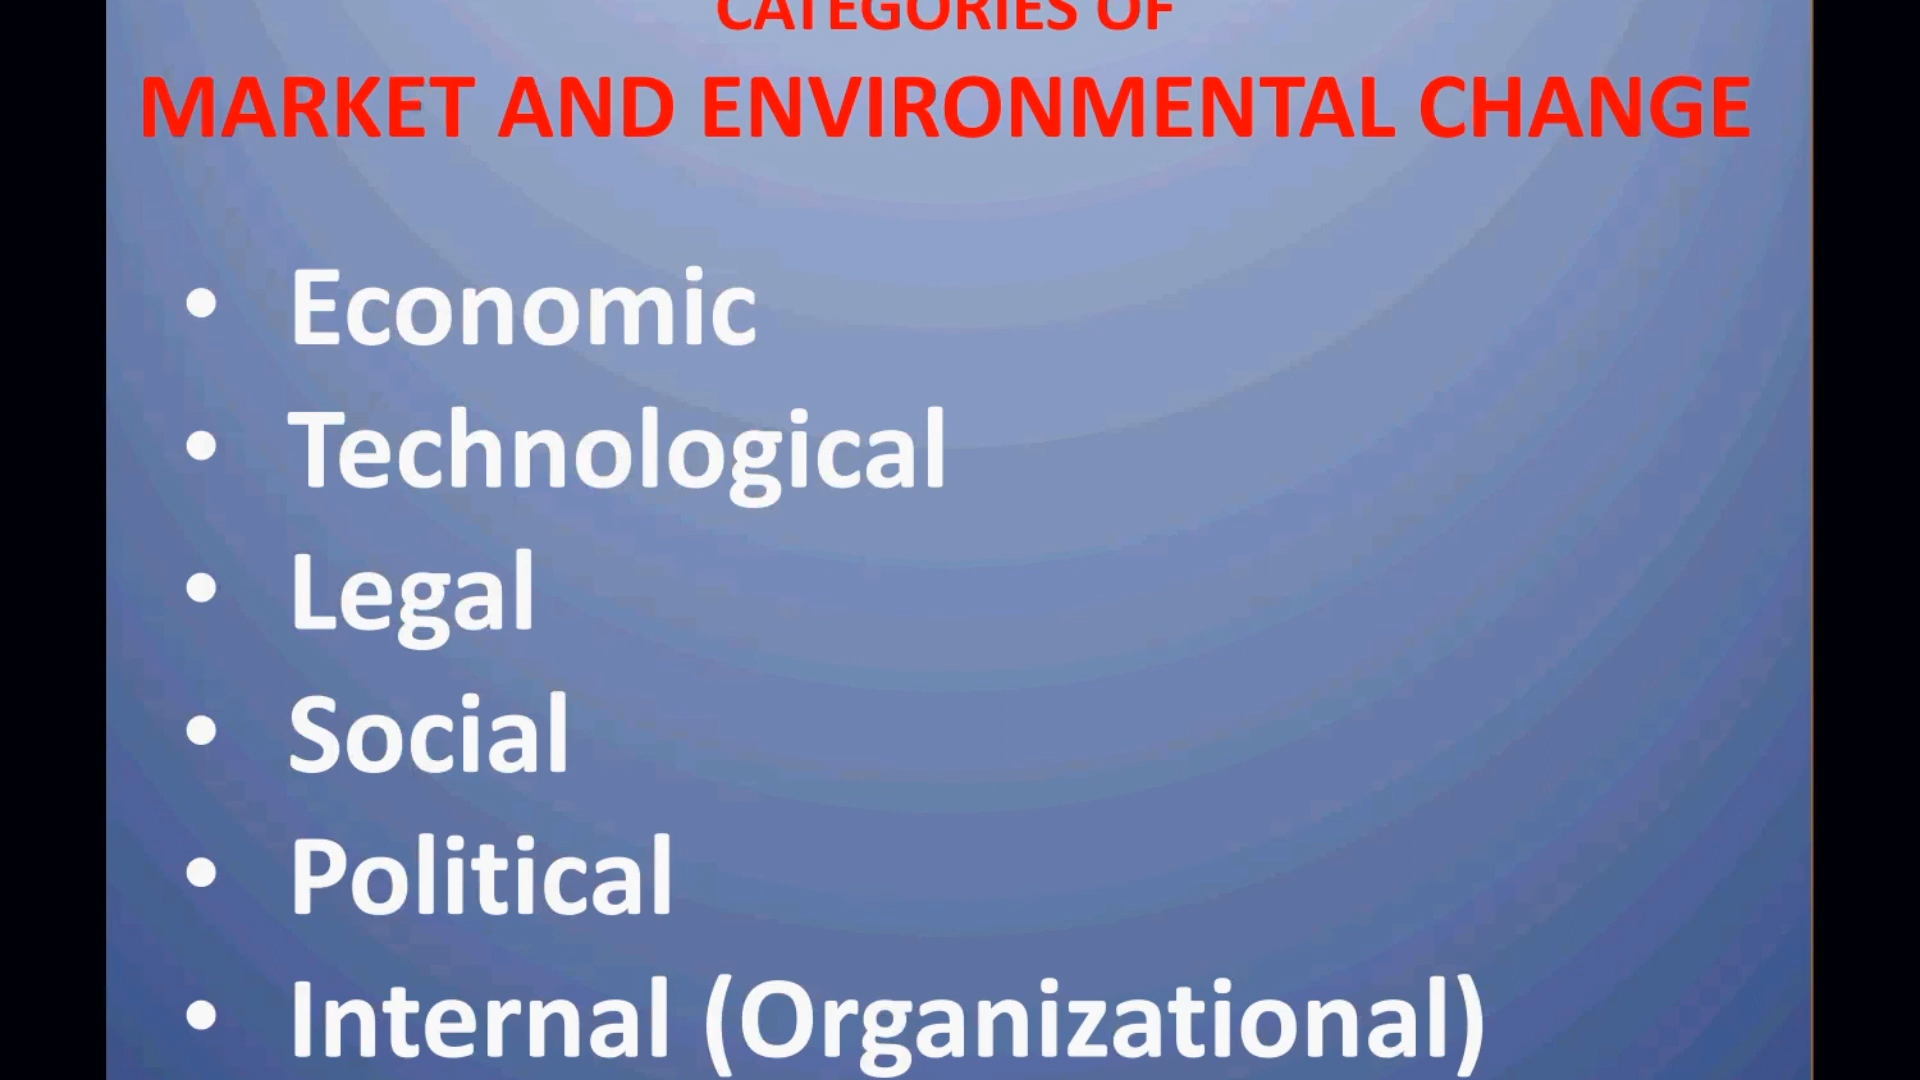 CATEGORIES OF
MARKET AND ENVIRONMENTAL CHANGE
• Economic
• Technological
• Legal
• Social
• Political
• Internal (Organizational)